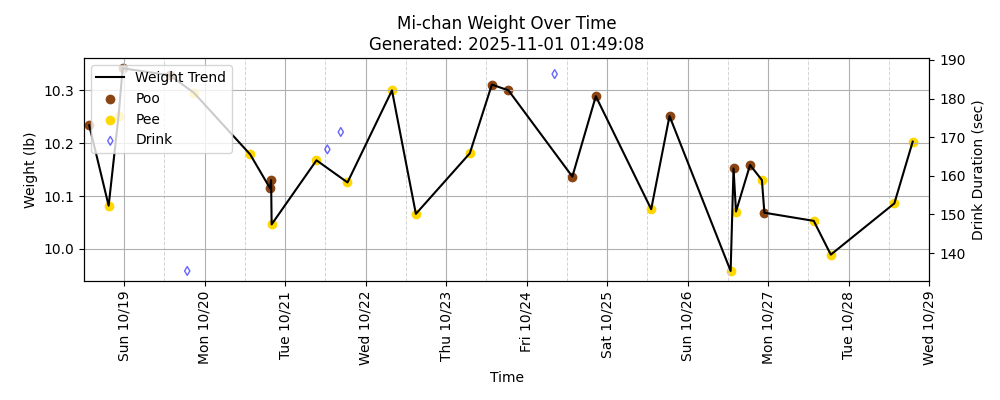 Mi-chan Weight Over Time
Generated: 2025-11-01 01:49:08
Weight (lb)
10.3
10.2
10.1
10.0
Weight Trend
Poo
Pee
Drink
190
180
170
160
150
140
Drink Duration (sec)
Sun 10/19
Mon 10/20
Tue 10/21
Wed 10/22
Thu 10/23
Fri 10/24
Sat 10/25
Sun 10/26
Mon 10/27
Tue 10/28
Wed 10/29
Time